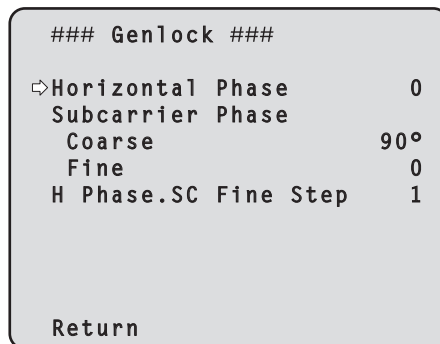 ### Genlock ###
⇨Horizontal Phase 0
Subcarrier Phase
Coarse 90°
Fine 0
H Phase.SC Fine Step 1
Return